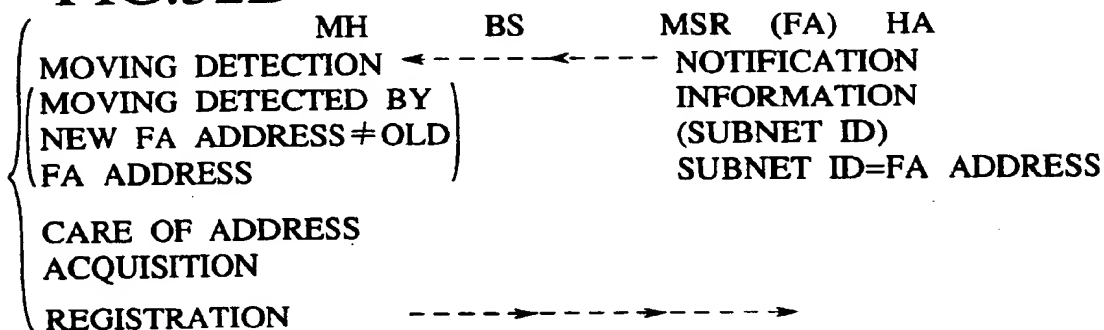 MH BS MSR (FA) HA
MOVING DETECTION NOTIFICATION
MOVING DETECTED BY INFORMATION
NEW FA ADDRESS≠OLD (SUBNET ID)
FA ADDRESS SUBNET ID=FA ADDRESS
CARE OF ADDRESS
ACQUISITION
REGISTRATION